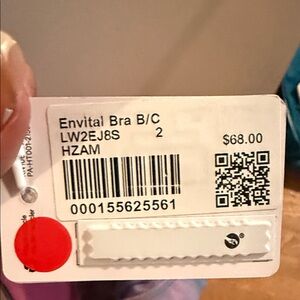 Envital Bra B/C
LW2EJ8S 2
HZAM
$68.00
000155625561